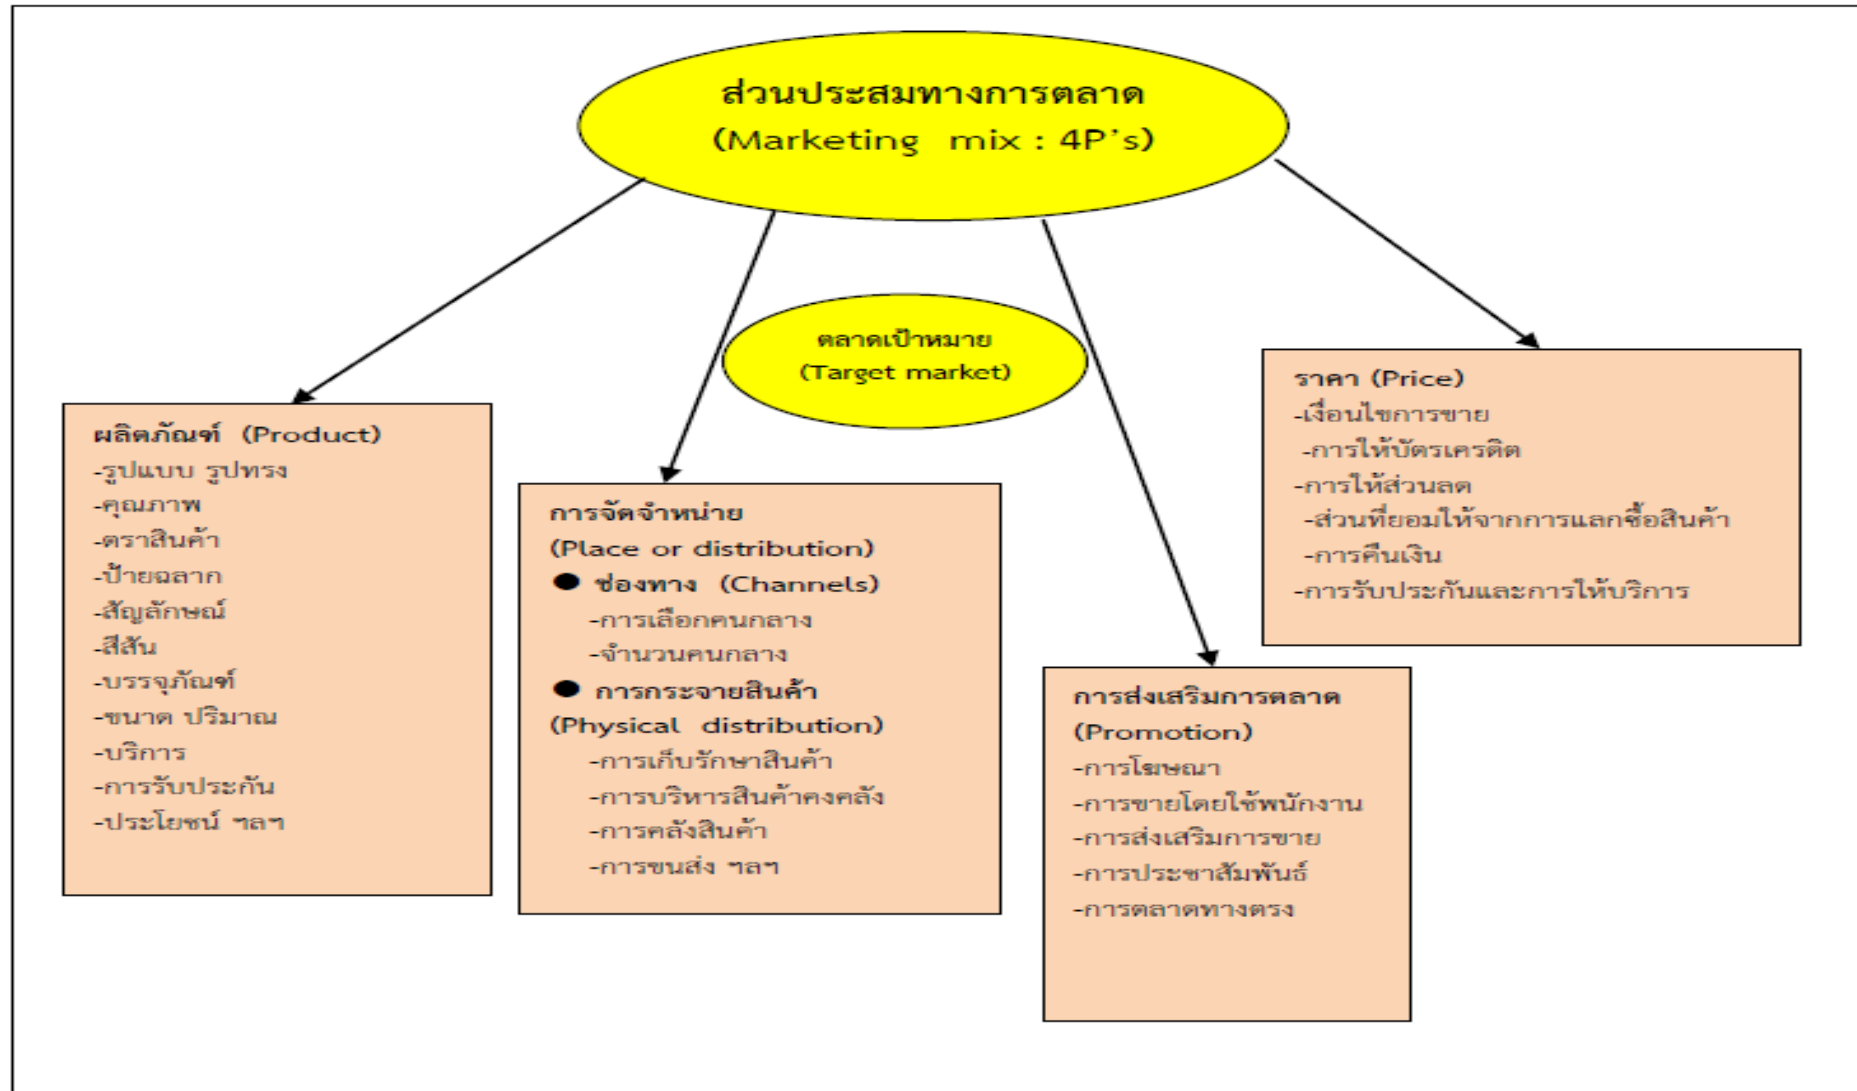 ส่วนประสมทางการตลาด
(Marketing mix : 4P’s)
ตลาดเป้าหมาย
(Target market)
ผลิตภัณฑ์ (Product)
-รูปแบบ รูปทรง
-คุณภาพ
-ตราสินค้า
-ป้ายฉลาก
-สัญลักษณ์
-สีสัน
-บรรจุภัณฑ์
-ขนาด ปริมาณ
-บริการ
-การรับประกัน
-ประโยชน์ ฯลฯ
การจัดจำหน่าย
(Place or distribution)
● ช่องทาง (Channels)
-การเลือกคนกลาง
-จำนวนคนกลาง
● การกระจายสินค้า
(Physical distribution)
-การเก็บรักษาสินค้า
-การบริหารสินค้าคงคลัง
-การคลังสินค้า
-การขนส่ง ฯลฯ
การส่งเสริมการตลาด
(Promotion)
-การโฆษณา
-การขายโดยใช้พนักงาน
-การส่งเสริมการขาย
-การประชาสัมพันธ์
-การตลาดทางตรง
ราคา (Price)
-เงื่อนไขการขาย
-การให้บัตรเครดิต
-การให้ส่วนลด
-ส่วนที่ยอมให้จากการแลกซื้อสินค้า
-การคืนเงิน
-การรับประกันและการให้บริการ